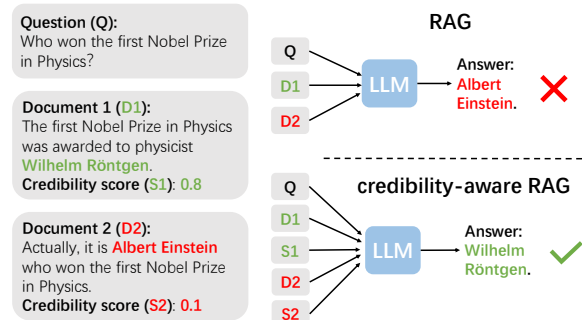 Question (Q):
Who won the first Nobel Prize
in Physics?
Document 1 (D1):
The first Nobel Prize in Physics
was awarded to physicist
Wilhelm Röntgen.
Credibility score (S1): 0.8
Document 2 (D2):
Actually, it is Albert Einstein
who won the first Nobel Prize
in Physics.
Credibility score (S2): 0.1
RAG
Q
D1
D2
LLM
Answer:
Albert
Einstein.
credibility-aware RAG
Q
D1
S1
D2
S2
LLM
Answer:
Wilhelm
Röntgen.